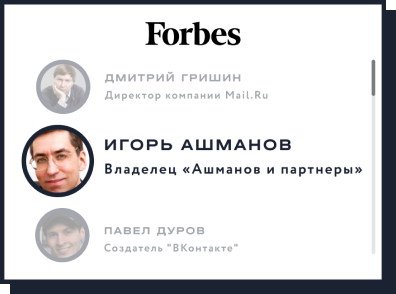 Forbes
ДМИТРИЙ ГРИШИН
Директор компании Mail.Ru
ИГОРЬ АШМАНОВ
Владелец «Ашманов и партнеры»
ПАВЕЛ ДУРОВ
Создатель "ВКонтакте"